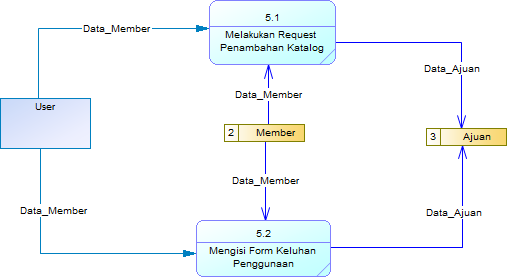 5.1
Melakukan Request
Penambahan Katalog
Data_Member
Data_Ajuan
Data_Member
User
2 Member
3 Ajuan
Data_Member
Data_Member
Data_Ajuan
5.2
Mengisi Form Keluhan
Penggunaan